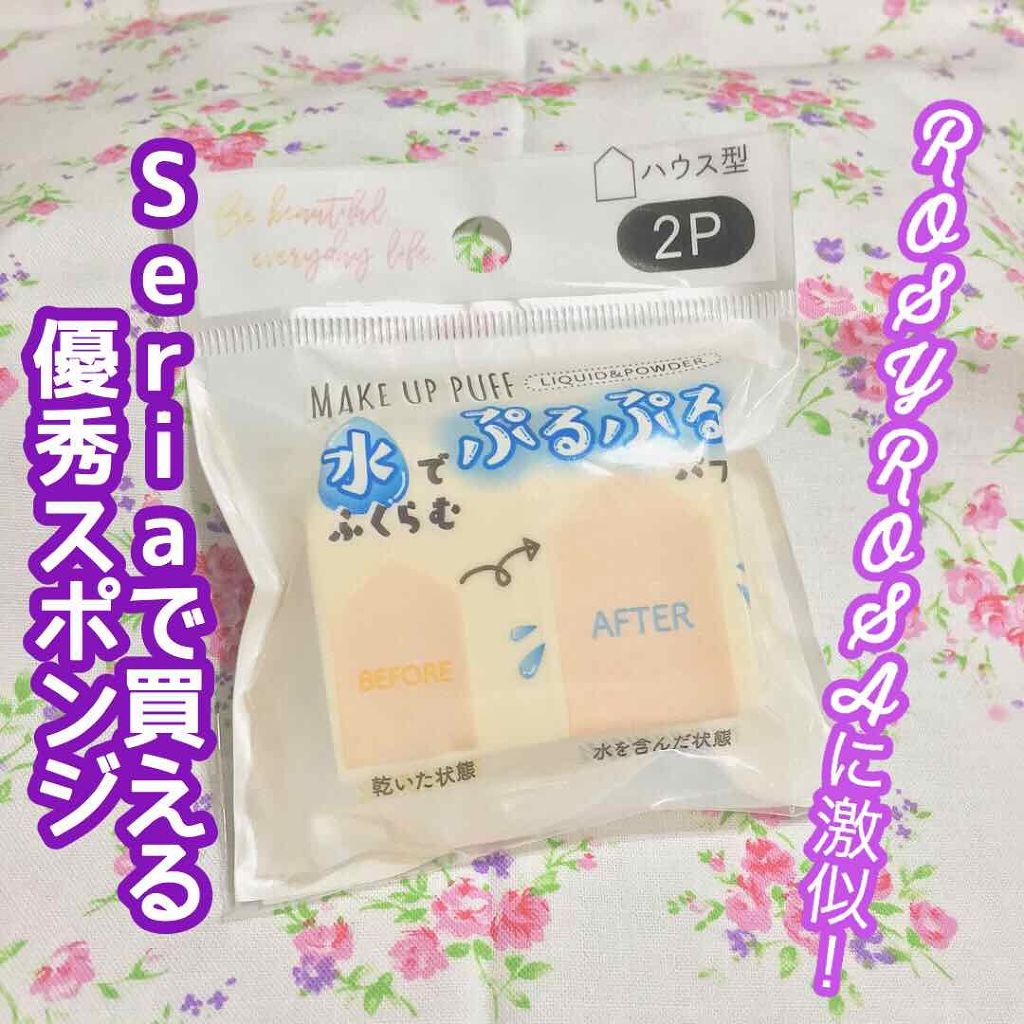 ROSYROSAに激似！
Seriaで買える
優秀スポンジ
Be beautiful
everyday life.
ハウス型
2P
MAKE UP PUFF
LIQUID&POWDER
水で
ふくらむ
ぷるぷる
パフ
BEFORE
AFTER
乾いた状態
水を含んだ状態